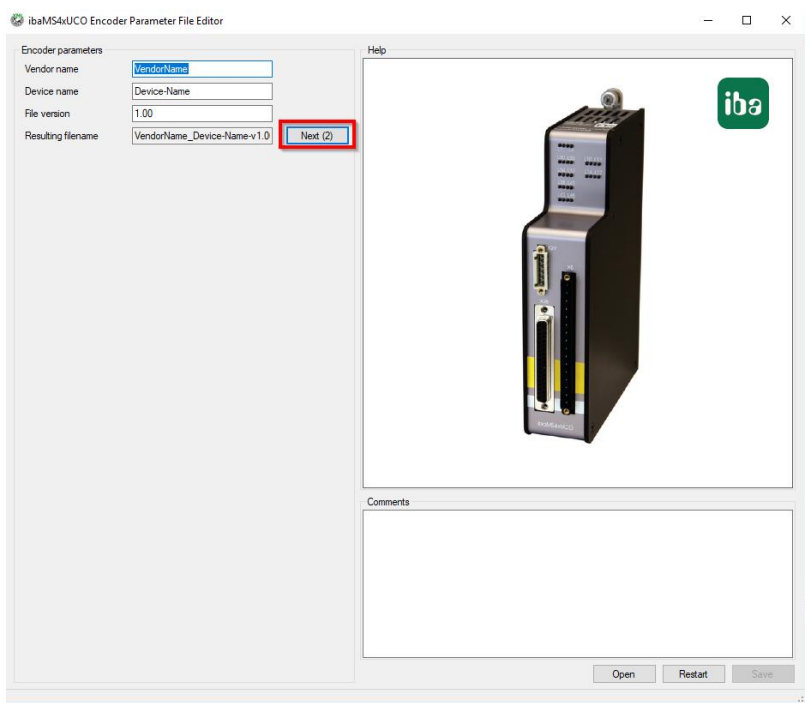 ibaMS4xUCO Encoder Parameter File Editor
Encoder parameters
Vendor name
VendorName
Device name
Device-Name
File version
1.00
Resulting filename
VendorName_Device-Name-v1.0
Next (2)
Help
iba
ibaMS4xUCO
Comments
Open
Restart
Save